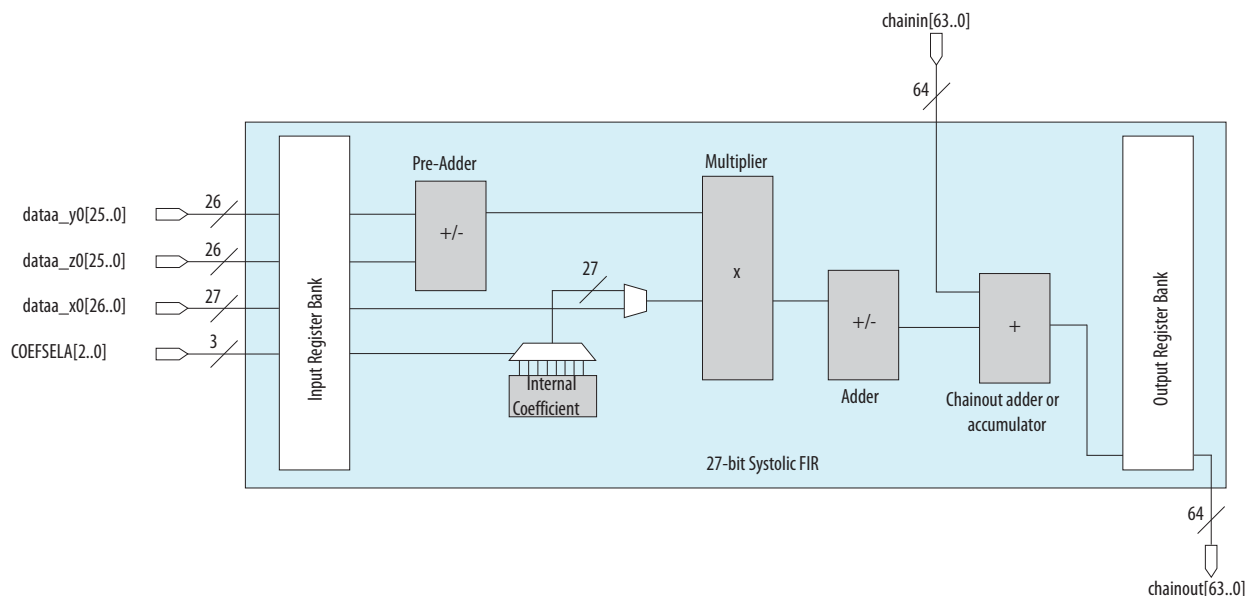 chainin[63..0]
64
Pre-Adder
Multiplier
dataa_y0[25..0]
26
+/-
dataa_z0[25..0]
26
27
x
dataa_x0[26..0]
27
+/-
+
COEFSELA[2..0]
3
Input Register Bank
Internal
Coefficient
Adder
Chainout adder or
accumulator
Output Register Bank
27-bit Systolic FIR
64
chainout[63..0]